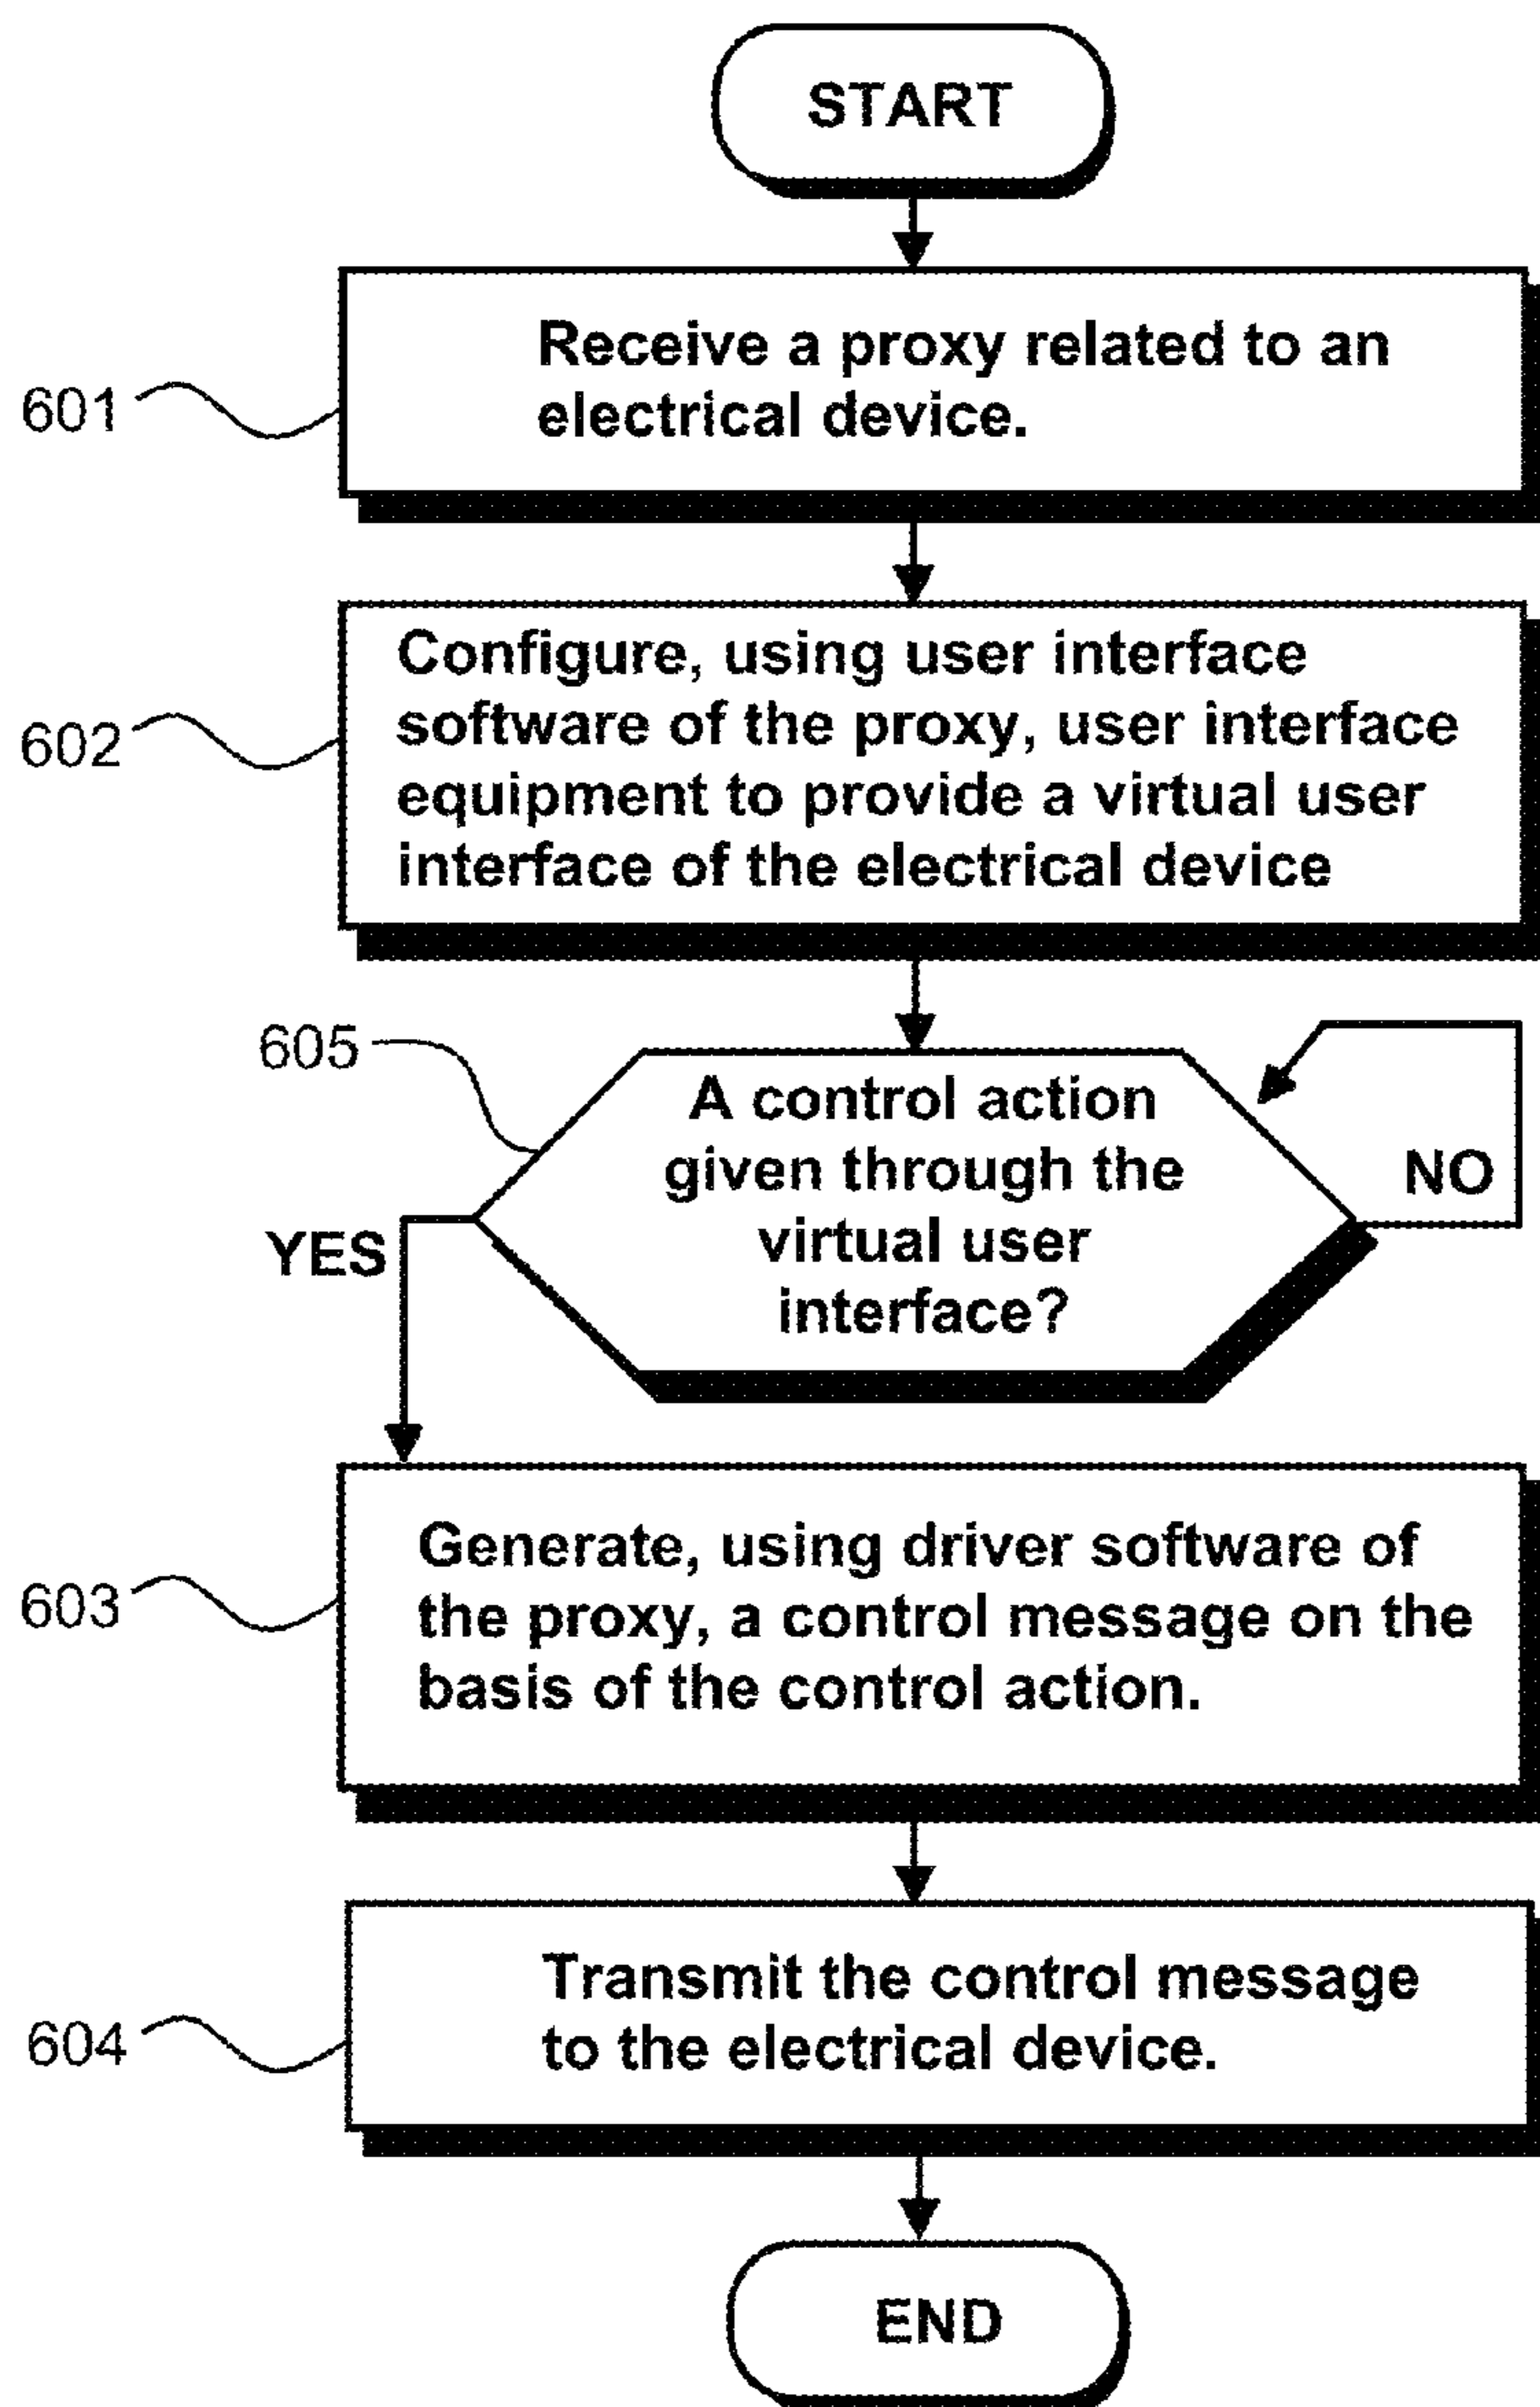 START
601
Receive a proxy related to an
electrical device.
602
Configure, using user interface
software of the proxy, user interface
equipment to provide a virtual user
interface of the electrical device
605
A control action
given through the
virtual user
interface?
NO
YES
603
Generate, using driver software of
the proxy, a control message on the
basis of the control action.
604
Transmit the control message
to the electrical device.
END